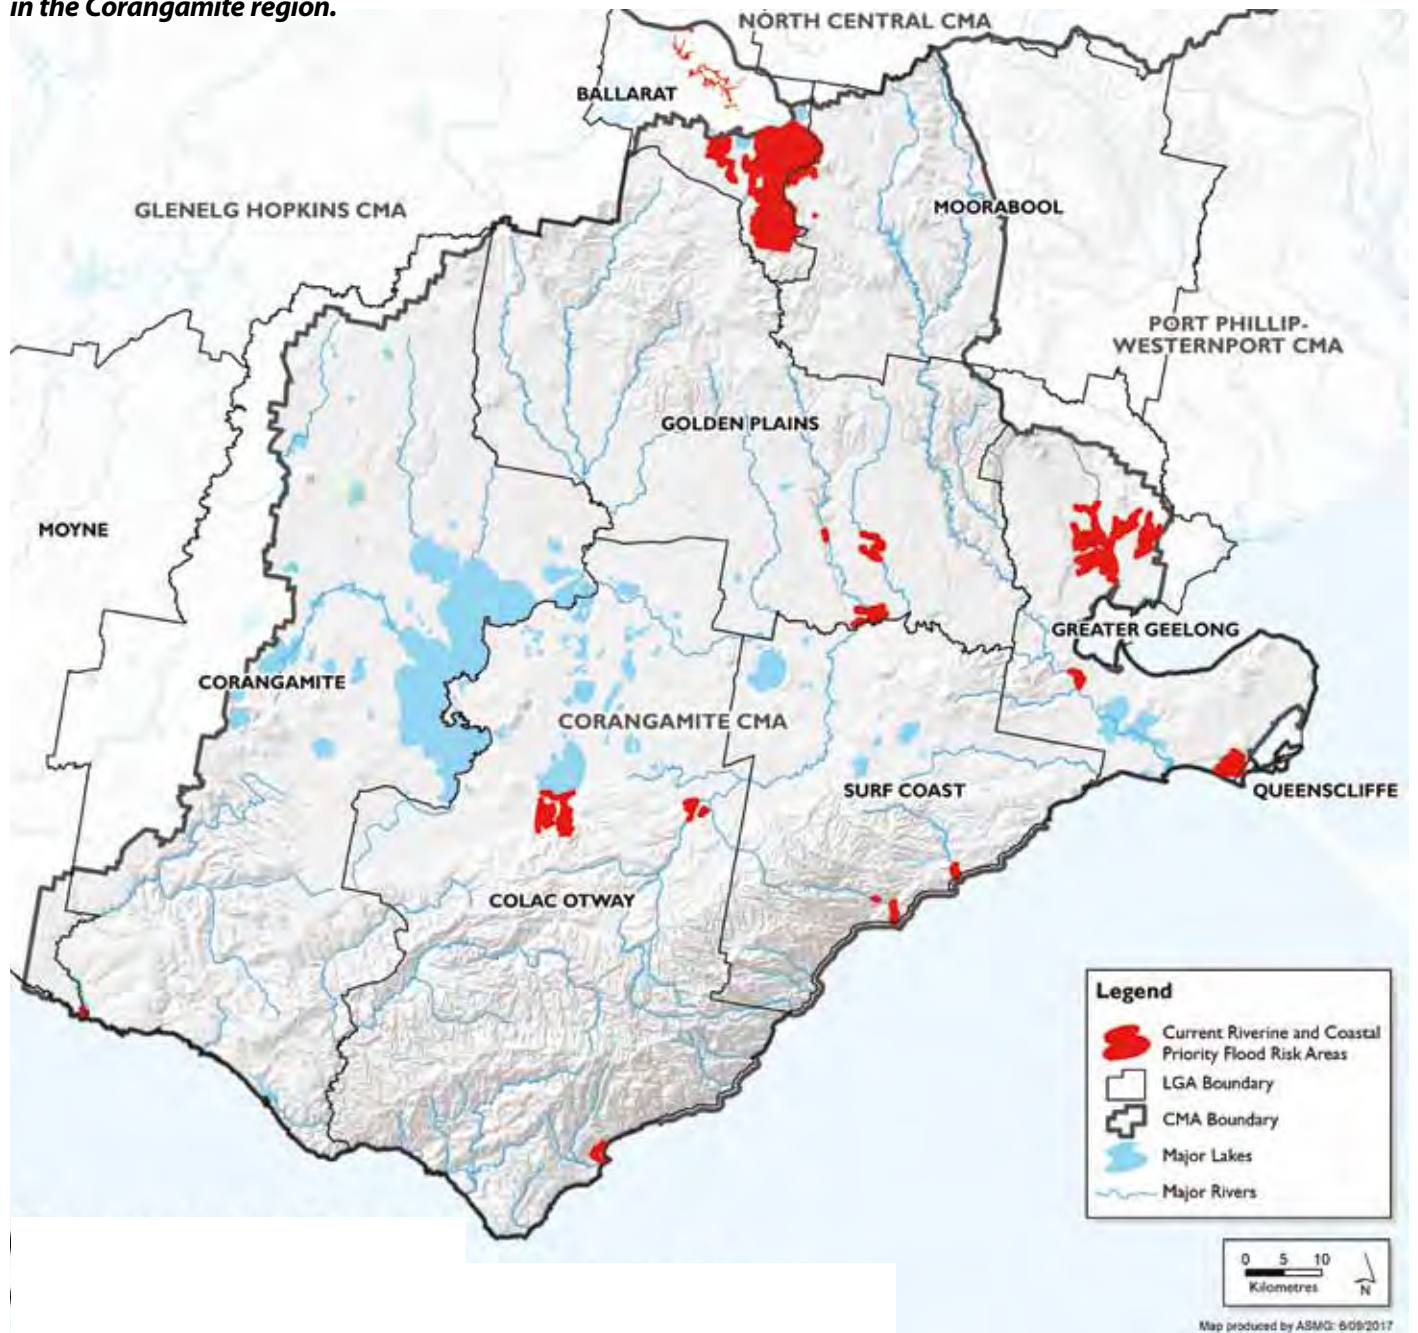 in the Corangamite region.
NORTH CENTRAL CMA
BALLARAT
GLENELG HOPKINS CMA
MOORABOOL
PORT PHILLIP-
WESTERNPORT CMA
GOLDEN PLAINS
MOYNE
GREATER GEELONG
CORANGAMITE
CORANGAMITE CMA
SURF COAST
QUEENSCLIFFE
COLAC OTWAY
Legend
Current Riverine and Coastal
Priority Flood Risk Areas
LGA Boundary
CMA Boundary
Major Lakes
Major Rivers
0 5 10
Kilometres
N
Map produced by ASMG: 6/09/2017